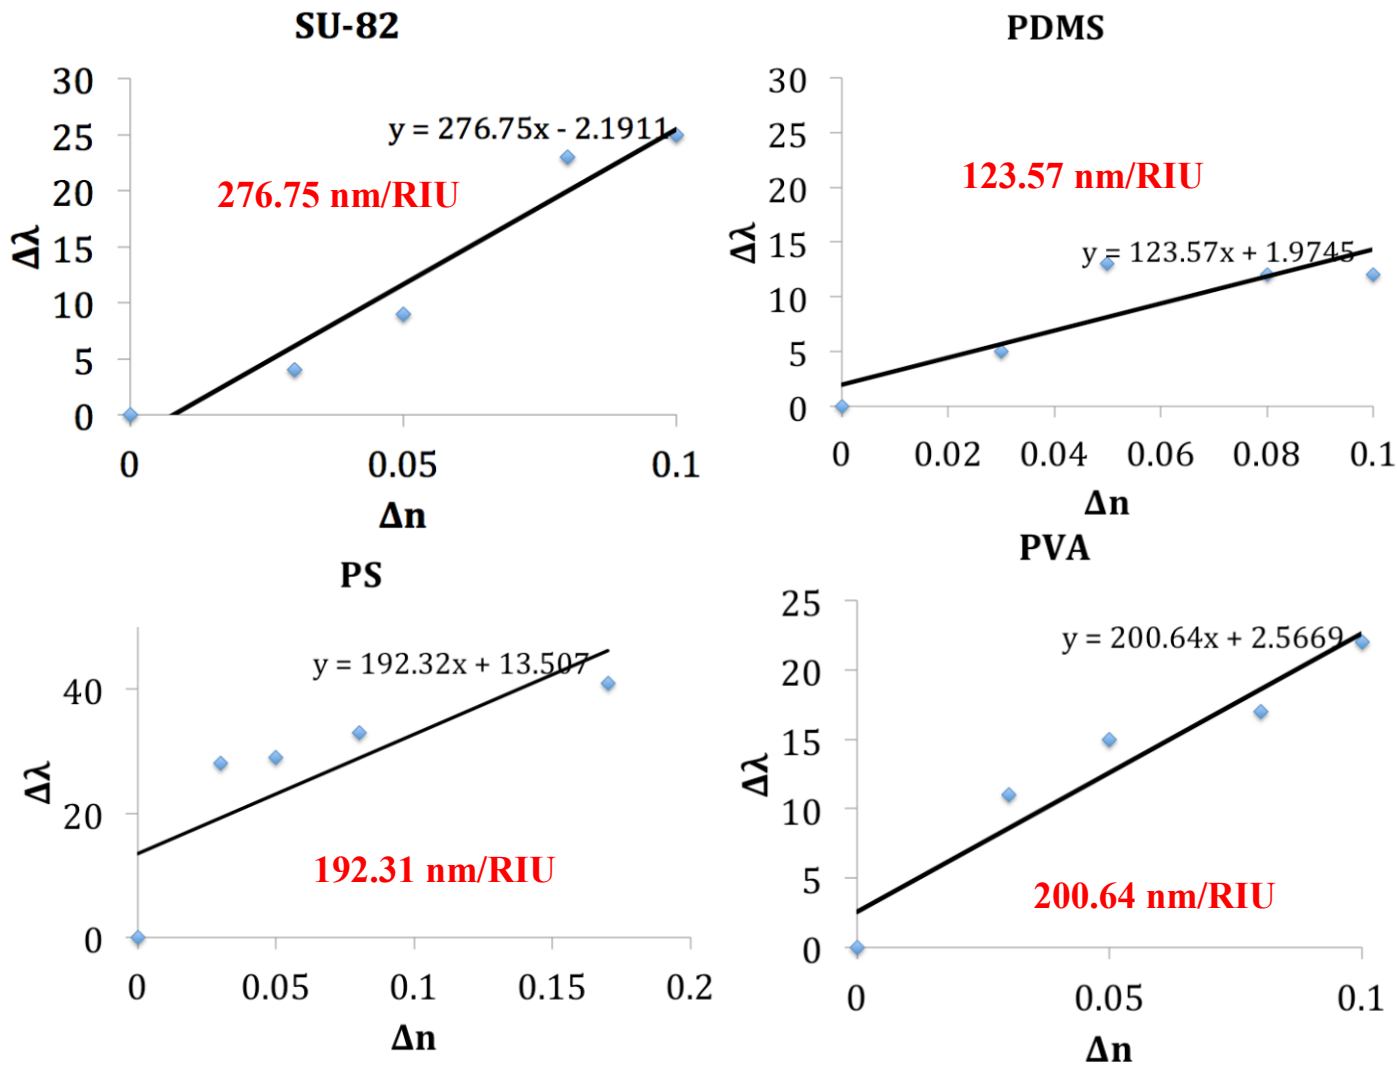 SU-82
30
25
20
15
10
5
0
y = 276.75x - 2.1911
276.75 nm/RIU
Δλ
0 0.05 0.1
Δn
PDMS
30
25
20
15
10
5
0
123.57 nm/RIU
y = 123.57x + 1.9745
Δλ
0 0.02 0.04 0.06 0.08 0.1
Δn
PS
40
20
0
y = 192.32x + 13.507
Δλ
192.31 nm/RIU
0 0.05 0.1 0.15 0.2
Δn
PVA
25
20
15
10
5
0
y = 200.64x + 2.5669
Δλ
200.64 nm/RIU
0 0.05 0.1
Δn